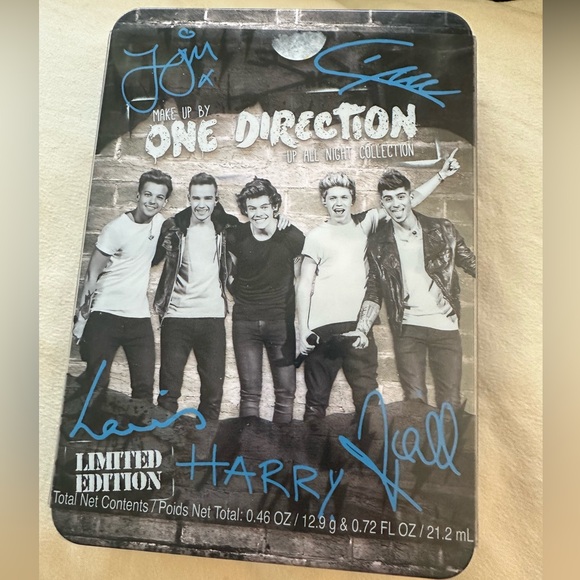 MAKE UP BY
ONE DIRECTION
UP ALL NIGHT COLLECTION
Louis
LIMITED
EDITION
HARRY
Niall
Total Net Contents / Poids Net Total: 0.46 OZ / 12.9 g & 0.72 FL OZ / 21.2 mL